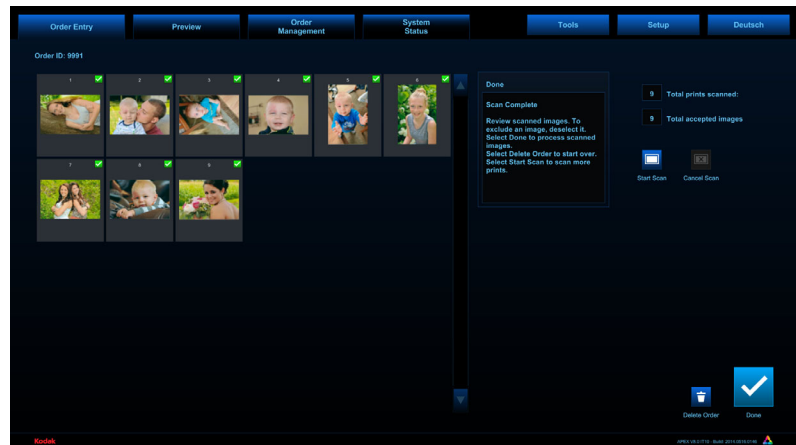 Order Entry
Preview
Order
Management
System
Status
Tools
Setup
Deutsch
Order ID: 9991
1
2
3
4
5
6
7
8
9
Done
Scan Complete
Review scanned images. To
exclude an image, deselect it.
Select Done to process scanned
images.
Select Delete Order to start over.
Select Start Scan to scan more
prints.
9 Total prints scanned:
9 Total accepted images
Start Scan
Cancel Scan
Delete Order
Done
Kodak